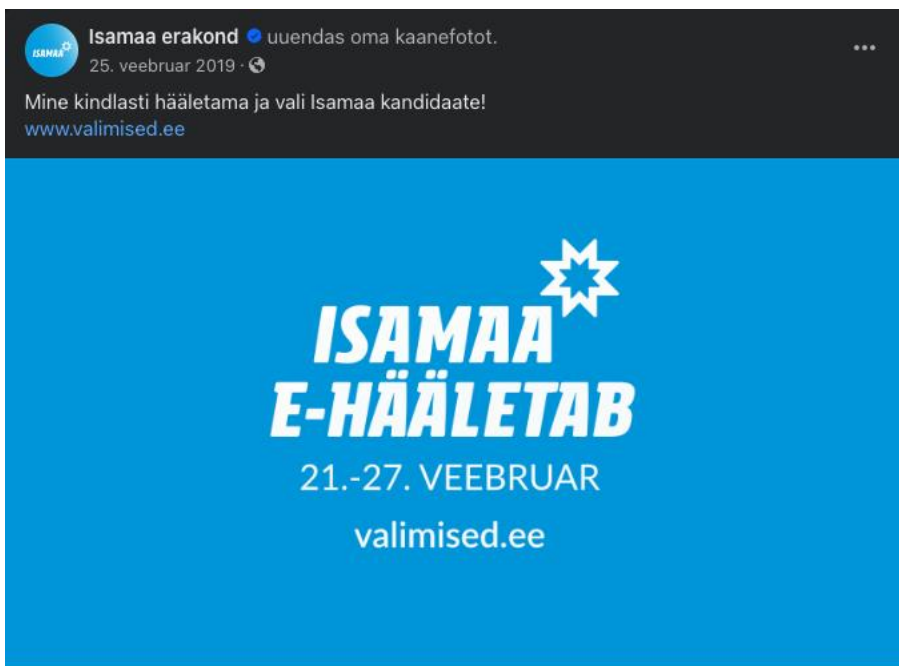 Isamaa erakond uuendas oma kaanefotot.
25. veebruar 2019 ·
Mine kindlasti hääletama ja vali Isamaa kandidaate!
www.valimised.ee
ISAMAA
ISAMAA
E-HÄÄLETAB
21.-27. VEEBRUAR
valimised.ee